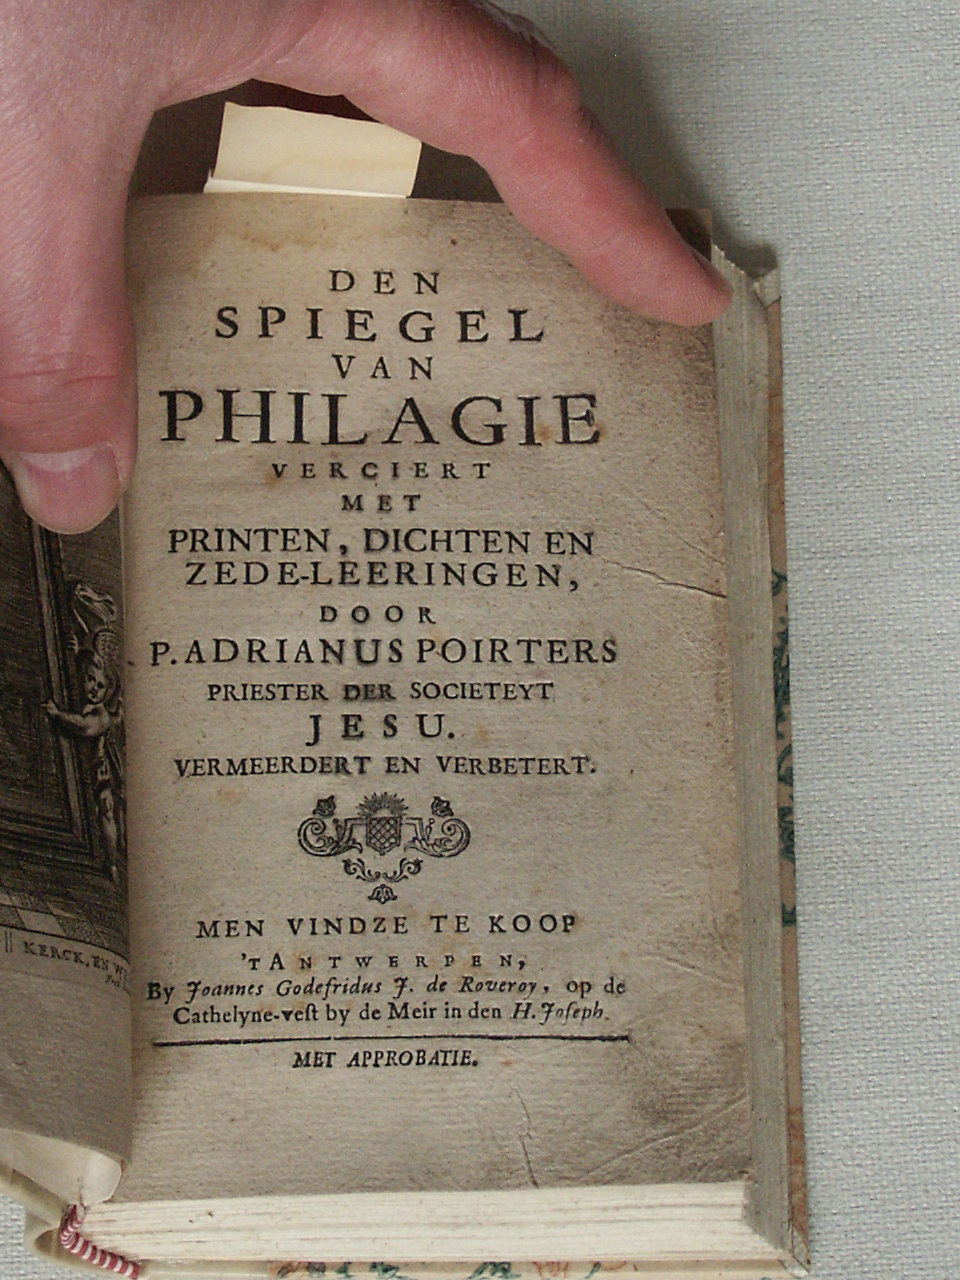 DEN
SPIEGEL
VAN
PHILAGIE
VERCIERT
MET
PRINTEN, DICHTEN EN
ZEDE-LEERINGEN,
DOOR
P. ADRIANUS POIRTERS
PRIESTER DER SOCIETEYT
JESU.
VERMEERDERT EN VERBETERT.
MEN VINDZE TE KOOP
'T ANTWERPEN,
By Joannes Godefridus J. de Roveroy, op de
Cathelyne-veſt by de Meir in den H. Joſeph.
MET APPROBATIE.
KERCK, EN